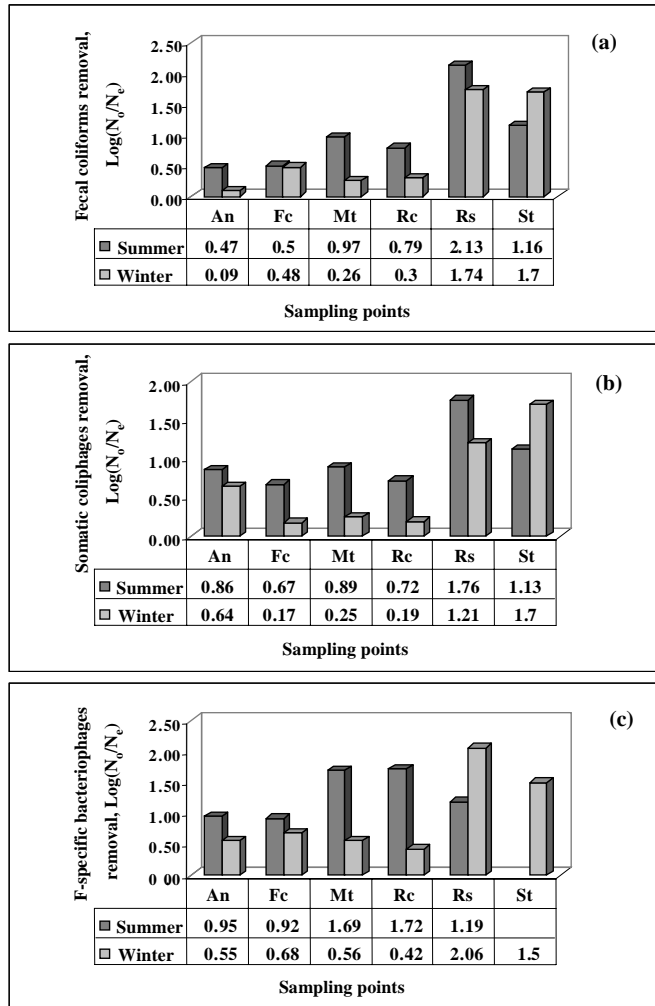 (a)
Fecal coliforms removal,
Log(N₀/Nₑ)
2.50
2.00
1.50
1.00
0.50
0.00
An Fc Mt Rc Rs St
Summer 0.47 0.5 0.97 0.79 2.13 1.16
Winter 0.09 0.48 0.26 0.3 1.74 1.7
Sampling points
(b)
Somatic coliphages removal,
Log(N₀/Nₑ)
2.00
1.50
1.00
0.50
0.00
An Fc Mt Rc Rs St
Summer 0.86 0.67 0.89 0.72 1.76 1.13
Winter 0.64 0.17 0.25 0.19 1.21 1.7
Sampling points
(c)
F-specific bacteriophages
removal, Log(N₀/Nₑ)
2.50
2.00
1.50
1.00
0.50
0 00
An Fc Mt Rc Rs St
Summer 0.95 0.92 1.69 1.72 1.19
Winter 0.55 0.68 0.56 0.42 2.06 1.5
Sampling points